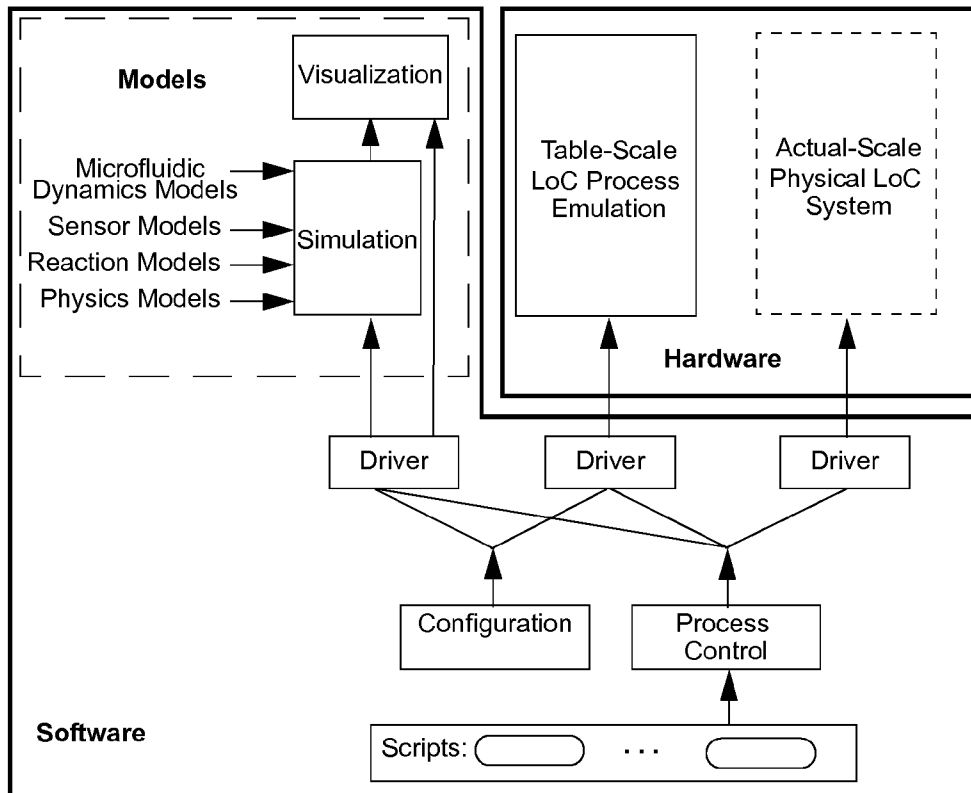 Models
Visualization
Microfluidic
Dynamics Models
Sensor Models
Reaction Models
Physics Models
Simulation
Table-Scale
LoC Process
Emulation
Actual-Scale
Physical LoC
System
Hardware
Driver
Driver
Driver
Configuration
Process
Control
Software
Scripts:
. . .